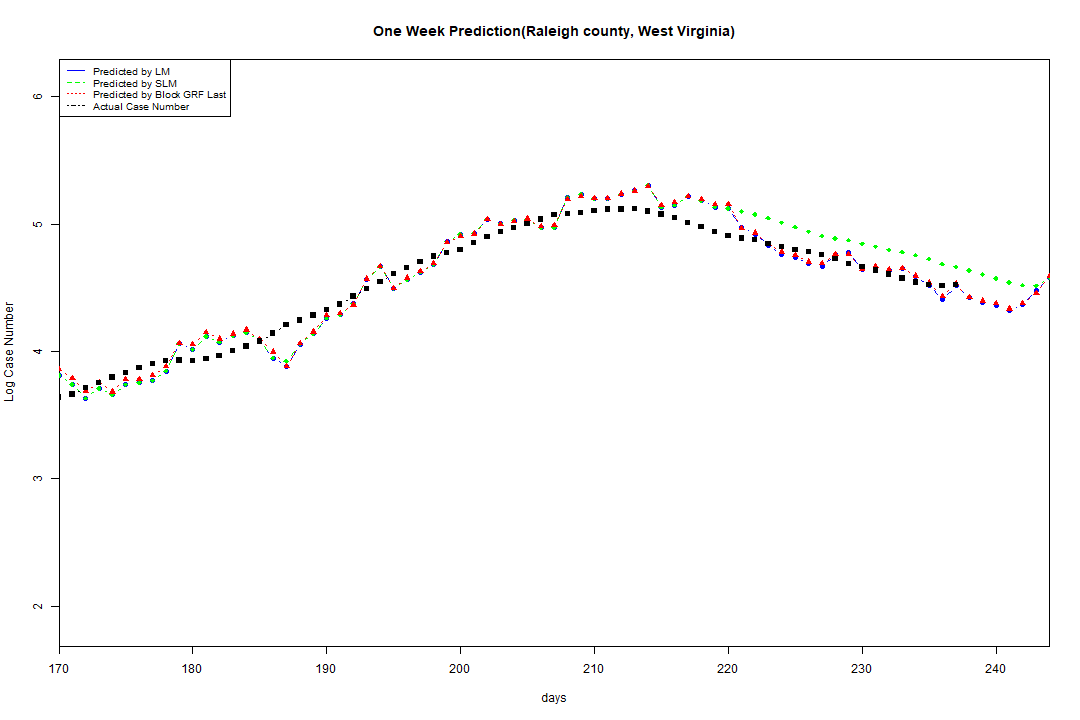 One Week Prediction(Raleigh county, West Virginia)
Predicted by LM
Predicted by SLM
Predicted by Block GRF Last
Actual Case Number
6
5
4
3
2
Log Case Number
170 180 190 200 210 220 230 240
days